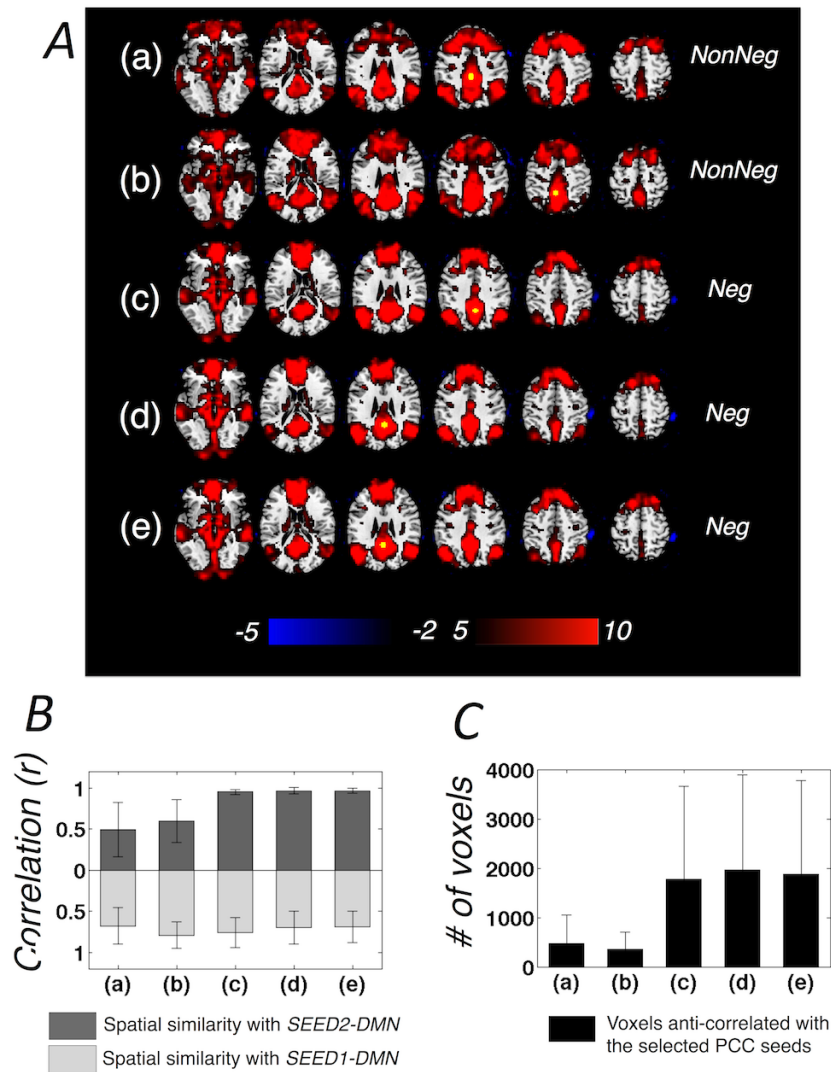 A
(a) NonNeg
(b) NonNeg
(c) Neg
(d) Neg
(e) Neg
-5 -2 5 10
B
Correlation (r)
1
0.5
0
0.5
1
(a) (b) (c) (d) (e)
Spatial similarity with SEED2-DMN
Spatial similarity with SEED1-DMN
C
# of voxels
4000
3000
2000
1000
0
(a) (b) (c) (d) (e)
Voxels anti-correlated with
the selected PCC seeds